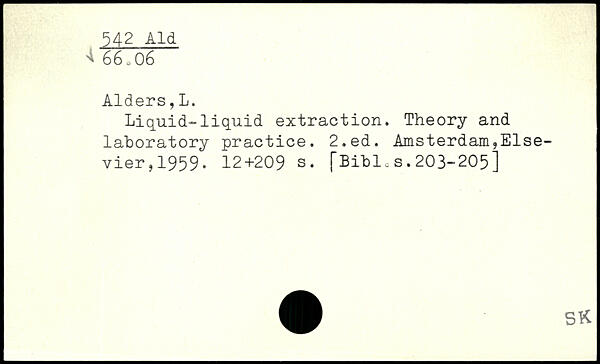 542 Ald
66.06
Alders,L.
Liquid-liquid extraction. Theory and
laboratory practice. 2.ed. Amsterdam,Else-
vier,1959. 12+209 s. [Bibl.s.203-205]
SK